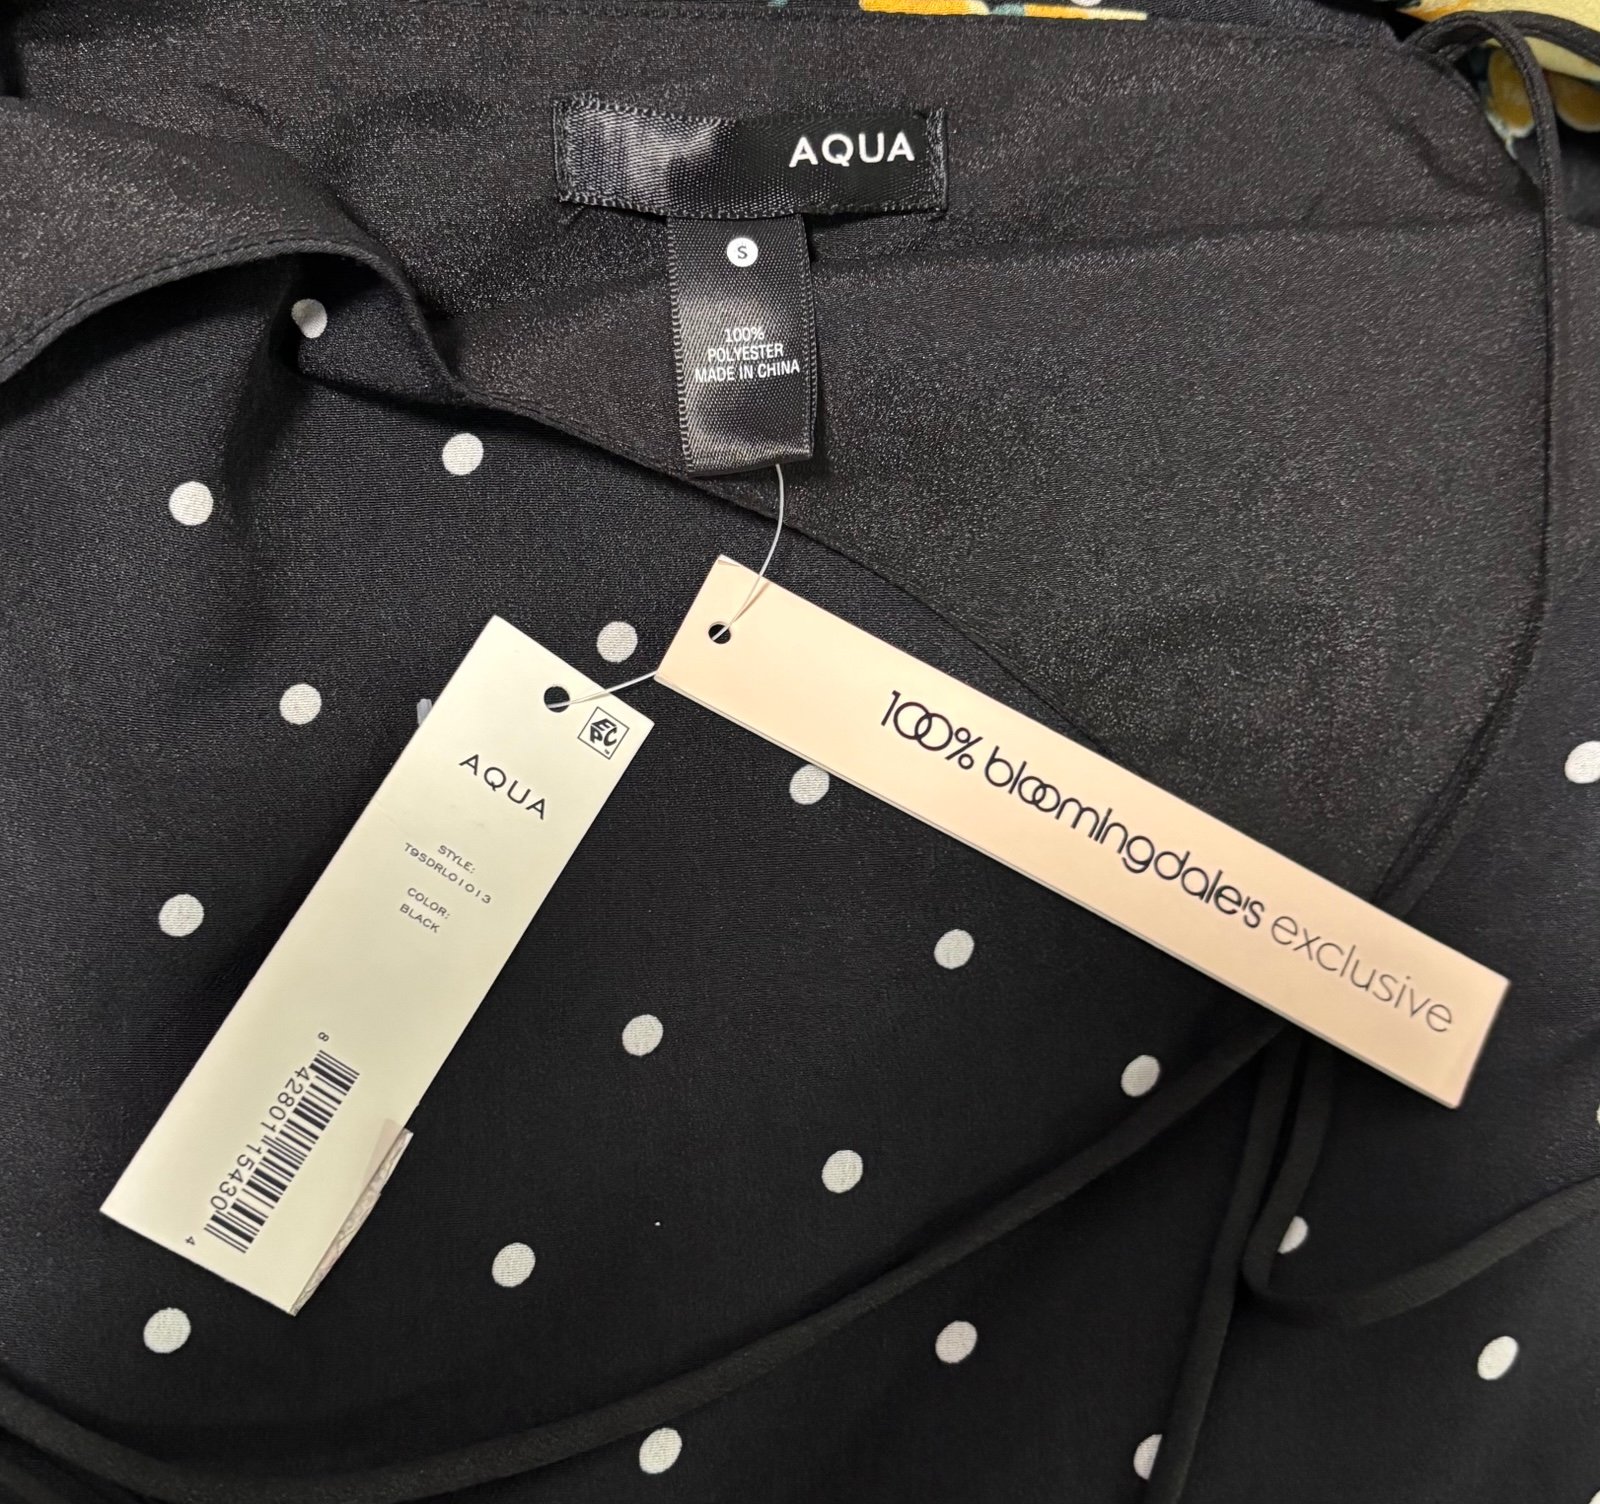 AQUA
S
100%
POLYESTER
MADE IN CHINA
AQUA
STYLE:
T9SDRL01013
COLOR:
BLACK
8 42801 15430 4
100% bloomingdale's exclusive